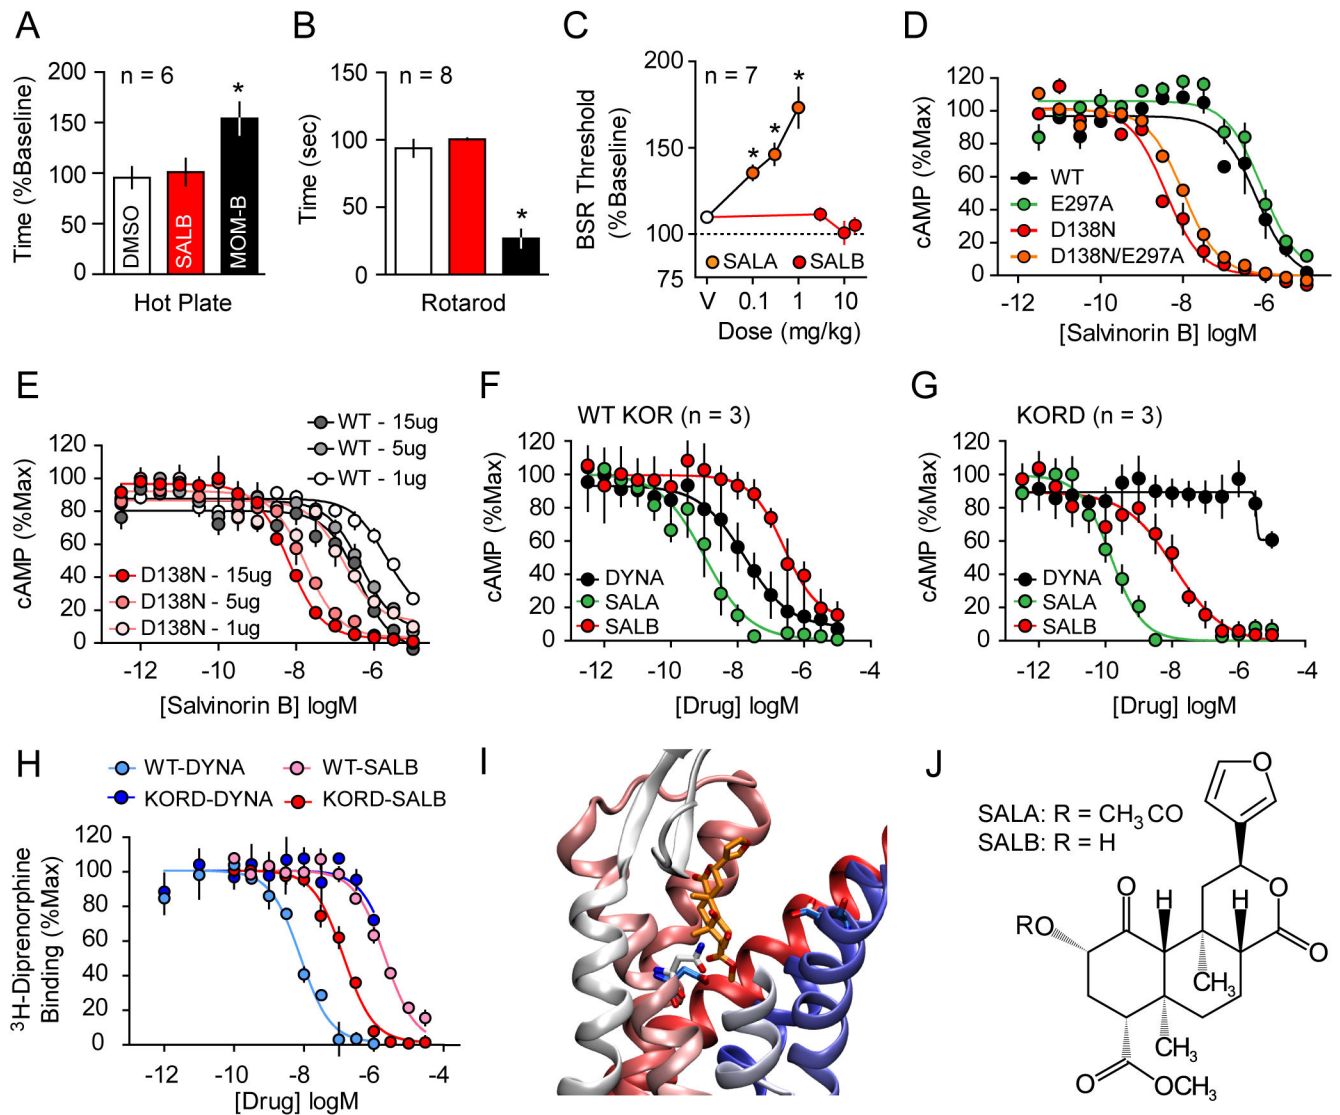 A
Time (%Baseline)
200
150
100
50
0
n = 6
*
DMSO
SALB
MOM-B
Hot Plate
B
Time (sec)
150
100
50
0
n = 8
*
Rotarod
C
BSR Threshold
(%Baseline)
200
150
100
75
n = 7
*
*
*
SALA
SALB
V
0.1
1
10
Dose (mg/kg)
D
cAMP (%Max)
120
100
80
60
40
20
0
WT
E297A
D138N
D138N/E297A
-12
-10
-8
-6
[Salvinorin B] logM
E
cAMP (%Max)
120
100
80
60
40
20
0
WT - 15ug
WT - 5ug
WT - 1ug
D138N - 15ug
D138N - 5ug
D138N - 1ug
-12
-10
-8
-6
[Salvinorin B] logM
F
WT KOR (n = 3)
cAMP (%Max)
120
100
80
60
40
20
0
DYNA
SALA
SALB
-12
-10
-8
-6
-4
[Drug] logM
G
KORD (n = 3)
cAMP (%Max)
120
100
80
60
40
20
0
DYNA
SALA
SALB
-12
-10
-8
-6
-4
[Drug] logM
H
WT-DYNA
WT-SALB
KORD-DYNA
KORD-SALB
³H-Diprenorphine
Binding (%Max)
120
100
80
60
40
20
0
-12
-10
-8
-6
-4
[Drug] logM
I
J
SALA: R = CH₃CO
SALB: R = H
O
O
H
H
O
RO
O
CH₃
CH₃
O
OCH₃